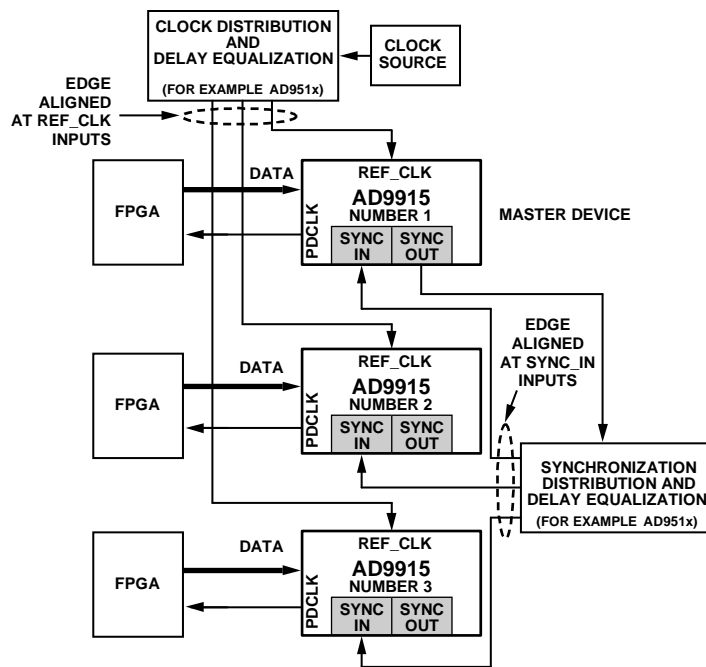 CLOCK DISTRIBUTION
AND
DELAY EQUALIZATION
(FOR EXAMPLE AD951x)
CLOCK
SOURCE
EDGE
ALIGNED
AT REF_CLK
INPUTS
FPGA
DATA
PDCLK
REF_CLK
AD9915
NUMBER 1
SYNC
IN
SYNC
OUT
MASTER DEVICE
EDGE
ALIGNED
AT SYNC_IN
INPUTS
FPGA
DATA
PDCLK
REF_CLK
AD9915
NUMBER 2
SYNC
IN
SYNC
OUT
SYNCHRONIZATION
DISTRIBUTION AND
DELAY EQUALIZATION
(FOR EXAMPLE AD951x)
FPGA
DATA
PDCLK
REF_CLK
AD9915
NUMBER 3
SYNC
IN
SYNC
OUT